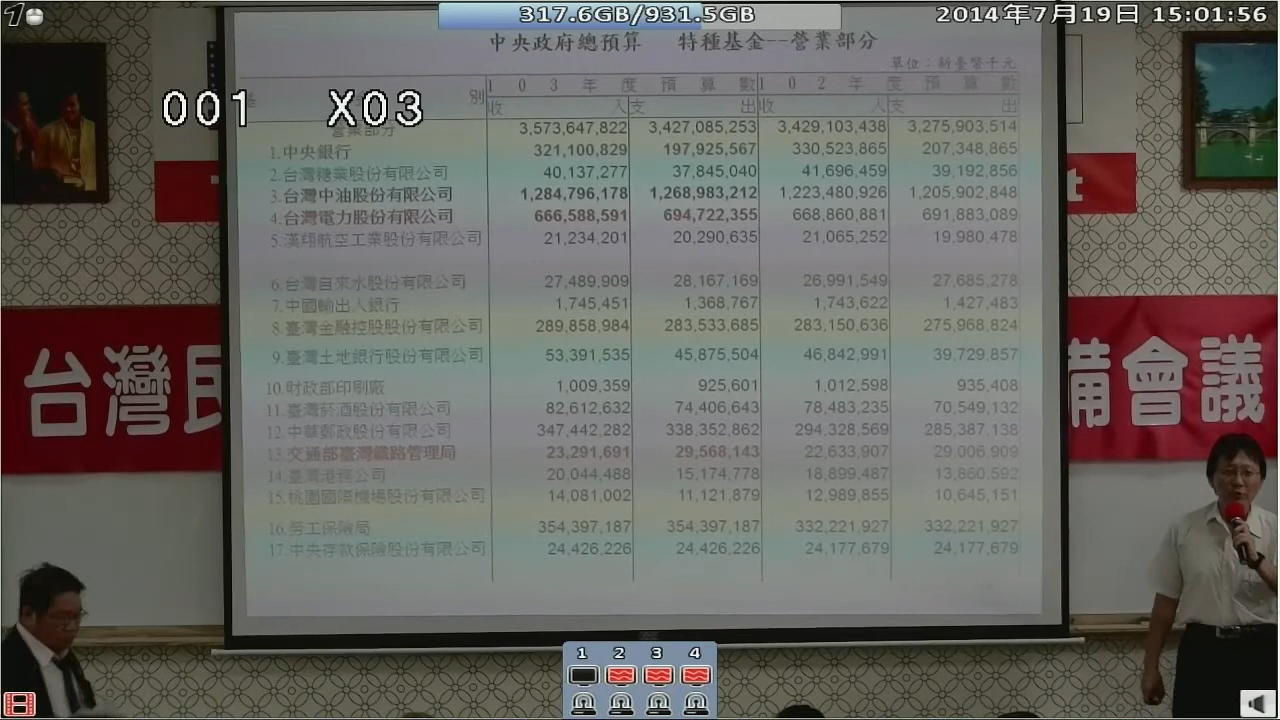 317.6GB/931.5GB
2014年7月19日 15:01:56
中央政府總預算 特種基金--營業部分
單位:新臺幣千元
001 X03
別 103年度預算數 102年度預算數
收入 支出 收入 支出
營業部分 3,573,647,822 3,427,085,253 3,429,103,438 3,275,903,514
1.中央銀行 321,100,829 197,925,567 330,523,865 207,348,865
2.台灣糖業股份有限公司 40,137,277 37,845,040 41,696,459 39,192,856
3.台灣中油股份有限公司 1,284,796,178 1,268,983,212 1,223,480,926 1,205,902,848
4.台灣電力股份有限公司 666,588,591 694,722,355 668,860,881 691,883,089
5.漢翔航空工業股份有限公司 21,234,201 20,290,635 21,065,252 19,980,478
6.台灣自來水股份有限公司 27,489,909 28,167,169 26,991,549 27,685,278
7.中國輸出入銀行 1,745,451 1,368,767 1,743,622 1,427,483
8.臺灣金融控股股份有限公司 289,858,984 283,533,685 283,150,636 275,968,824
9.臺灣土地銀行股份有限公司 53,391,535 45,875,504 46,842,991 39,729,857
10.財政部印刷廠 1,009,359 925,601 1,012,598 935,408
11.臺灣菸酒股份有限公司 82,612,632 74,406,643 78,483,235 70,549,132
12.中華郵政股份有限公司 347,442,282 338,352,862 294,328,569 285,387,138
13.交通部臺灣鐵路管理局 23,291,691 29,568,143 22,633,907 29,006,909
14.臺灣港務公司 20,044,488 15,174,778 18,899,487 13,860,592
15.桃園國際機場股份有限公司 14,081,002 11,121,879 12,989,855 10,645,151
16.勞工保險局 354,397,187 354,397,187 332,221,927 332,221,927
17.中央存款保險股份有限公司 24,426,226 24,426,226 24,177,679 24,177,679
t
台灣民 備會議
1 2 3 4